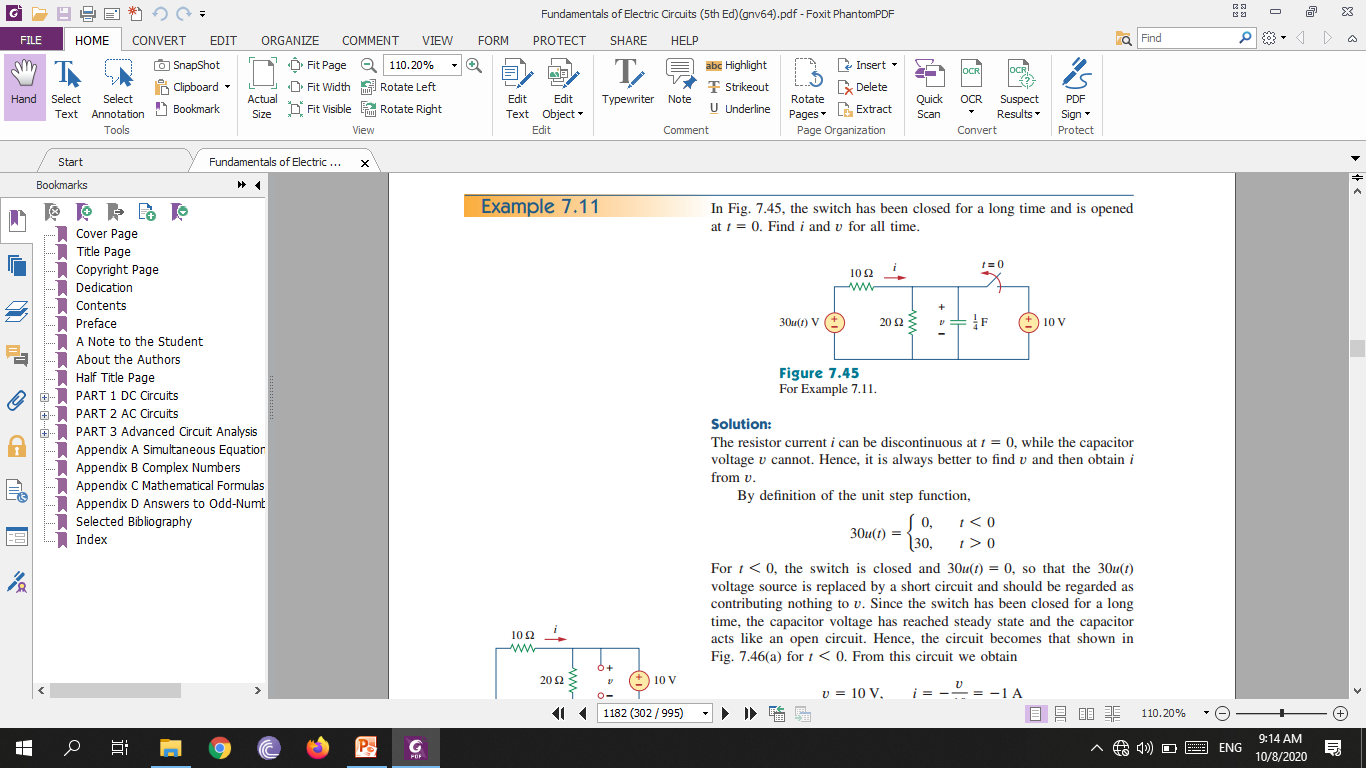 Fundamentals of Electric Circuits (5th Ed)(gnv64).pdf - Foxit PhantomPDF
FILE HOME CONVERT EDIT ORGANIZE COMMENT VIEW FORM PROTECT SHARE HELP Find
Hand
Select Text
Select Annotation
SnapShot
Clipboard
Bookmark
Tools
Actual Size
Fit Page
Fit Width
Fit Visible
110.20%
Rotate Left
Rotate Right
View
Edit Text
Edit Object
Edit
Typewriter
Note
abc Highlight
Strikeout
Underline
Comment
Rotate Pages
Insert
Delete
Extract
Page Organization
Quick Scan
OCR
OCR
OCR
Suspect Results
Convert
PDF Sign
Protect
Start
Fundamentals of Electric ...
Bookmarks
Cover Page
Title Page
Copyright Page
Dedication
Contents
Preface
A Note to the Student
About the Authors
Half Title Page
PART 1 DC Circuits
PART 2 AC Circuits
PART 3 Advanced Circuit Analysis
Appendix A Simultaneous Equation
Appendix B Complex Numbers
Appendix C Mathematical Formulas
Appendix D Answers to Odd-Numb
Selected Bibliography
Index
Example 7.11
In Fig. 7.45, the switch has been closed for a long time and is opened
at t = 0. Find i and v for all time.
10 Ω
i
t = 0
30u(t) V
+
−
20 Ω
+
v
−
1/4 F
+
−
10 V
Figure 7.45
For Example 7.11.
Solution:
The resistor current i can be discontinuous at t = 0, while the capacitor
voltage v cannot. Hence, it is always better to find v and then obtain i
from v.
By definition of the unit step function,
30u(t) = { 0, t < 0
30, t > 0
For t < 0, the switch is closed and 30u(t) = 0, so that the 30u(t)
voltage source is replaced by a short circuit and should be regarded as
contributing nothing to v. Since the switch has been closed for a long
time, the capacitor voltage has reached steady state and the capacitor
acts like an open circuit. Hence, the circuit becomes that shown in
Fig. 7.46(a) for t < 0. From this circuit we obtain
v = 10 V, i = − v = −1 A
10 Ω
i
20 Ω
+
v
−
+
−
10 V
1182 (302 / 995)
110.20%
PDF
ENG
9:14 AM
10/8/2020